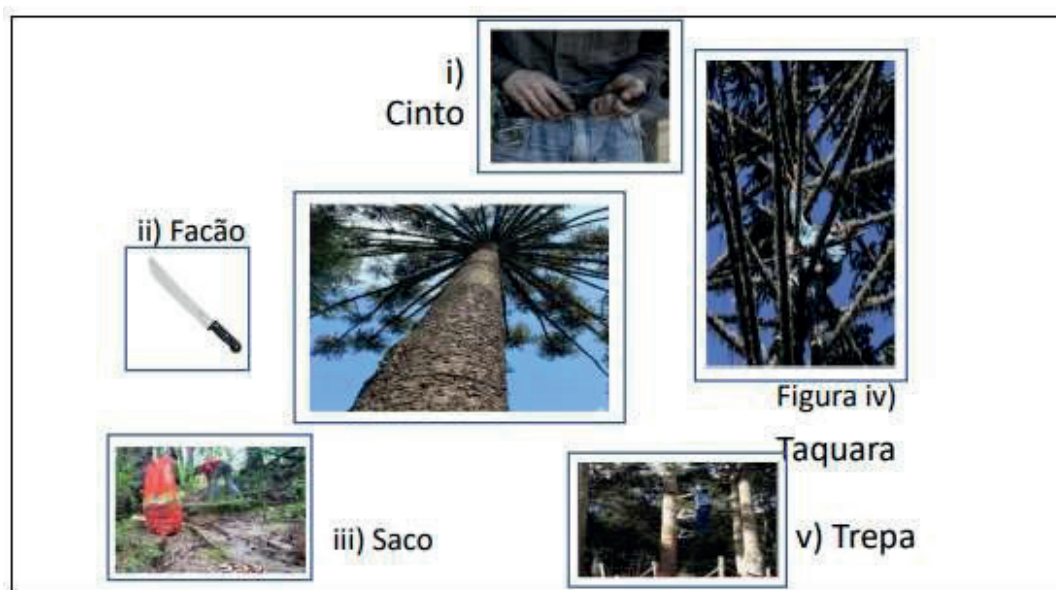 i)
Cinto
ii) Facão
Figura iv)
Taquara
iii) Saco
v) Trepa